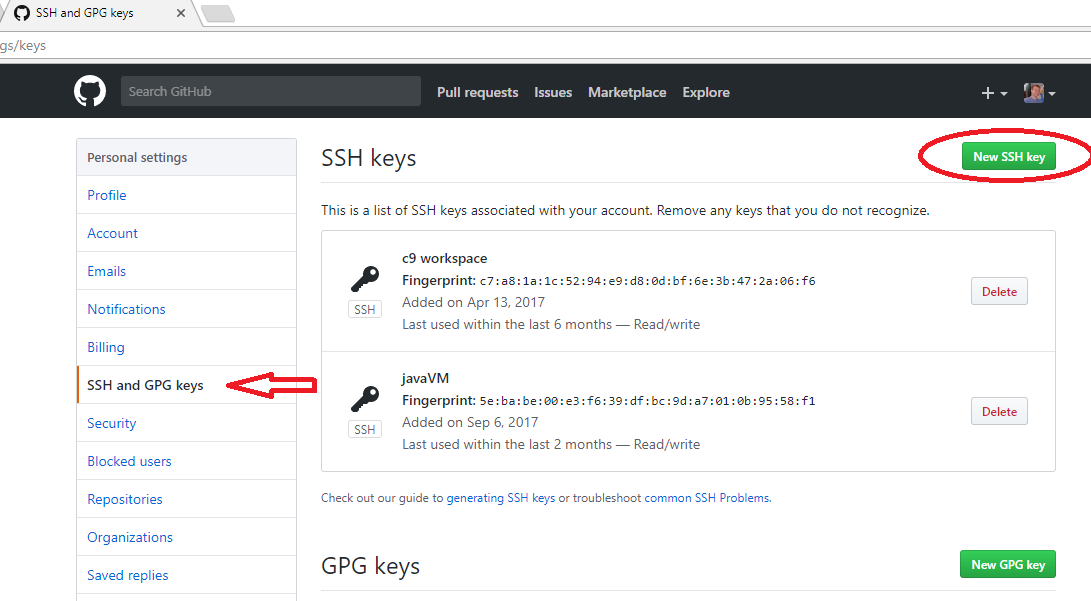 SSH and GPG keys
gs/keys
Search GitHub
Pull requests Issues Marketplace Explore
Personal settings
Profile
Account
Emails
Notifications
Billing
SSH and GPG keys
Security
Blocked users
Repositories
Organizations
Saved replies
SSH keys
New SSH key
This is a list of SSH keys associated with your account. Remove any keys that you do not recognize.
c9 workspace
Fingerprint: c7:a8:1a:1c:52:94:e9:d8:0d:bf:6e:3b:47:2a:06:f6
SSH
Added on Apr 13, 2017
Last used within the last 6 months — Read/write
Delete
javaVM
Fingerprint: 5e:ba:be:00:e3:f6:39:df:bc:9d:a7:01:0b:95:58:f1
SSH
Added on Sep 6, 2017
Last used within the last 2 months — Read/write
Delete
Check out our guide to generating SSH keys or troubleshoot common SSH Problems.
GPG keys
New GPG key